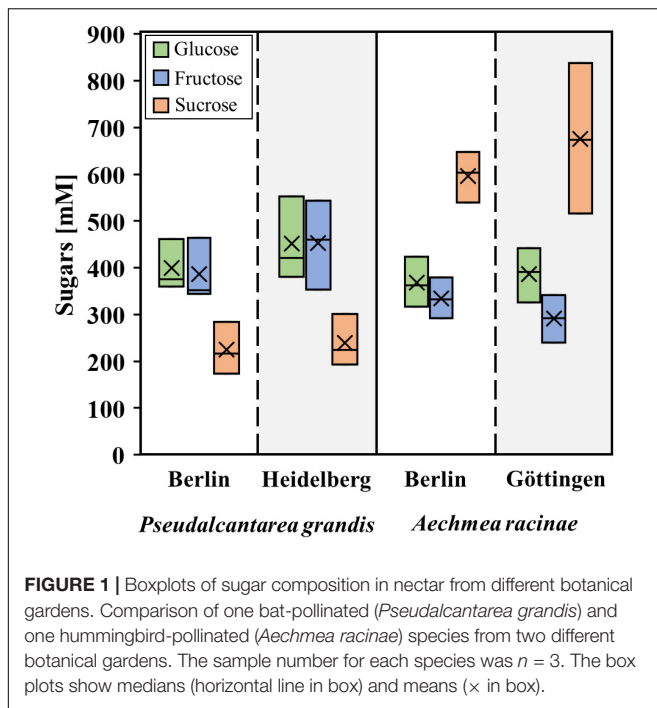 900
800
700
600
500
400
300
200
100
0
Sugars [mM]
Glucose
Fructose
Sucrose
Berlin Heidelberg Berlin Göttingen
Pseudalcantarea grandis Aechmea racinae
FIGURE 1 | Boxplots of sugar composition in nectar from different botanical
gardens. Comparison of one bat-pollinated (Pseudalcantarea grandis) and
one hummingbird-pollinated (Aechmea racinae) species from two different
botanical gardens. The sample number for each species was n = 3. The box
plots show medians (horizontal line in box) and means (× in box).